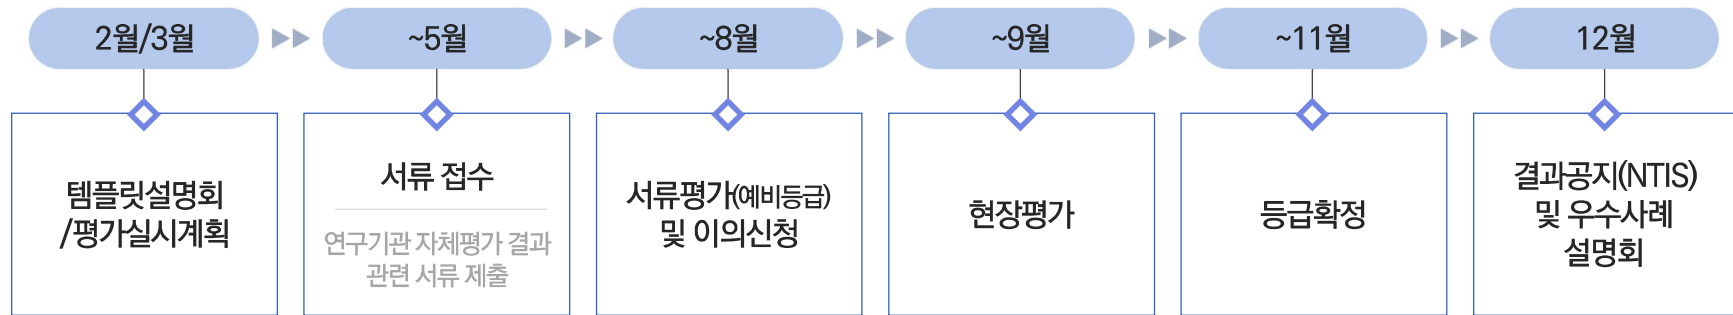 2월/3월
~5월
~8월
~9월
~11월
12월
템플릿설명회
/평가실시계획
서류 접수
연구기관 자체평가 결과
관련 서류 제출
서류평가(예비등급)
및 이의신청
현장평가
등급확정
결과공지(NTIS)
및 우수사례
설명회